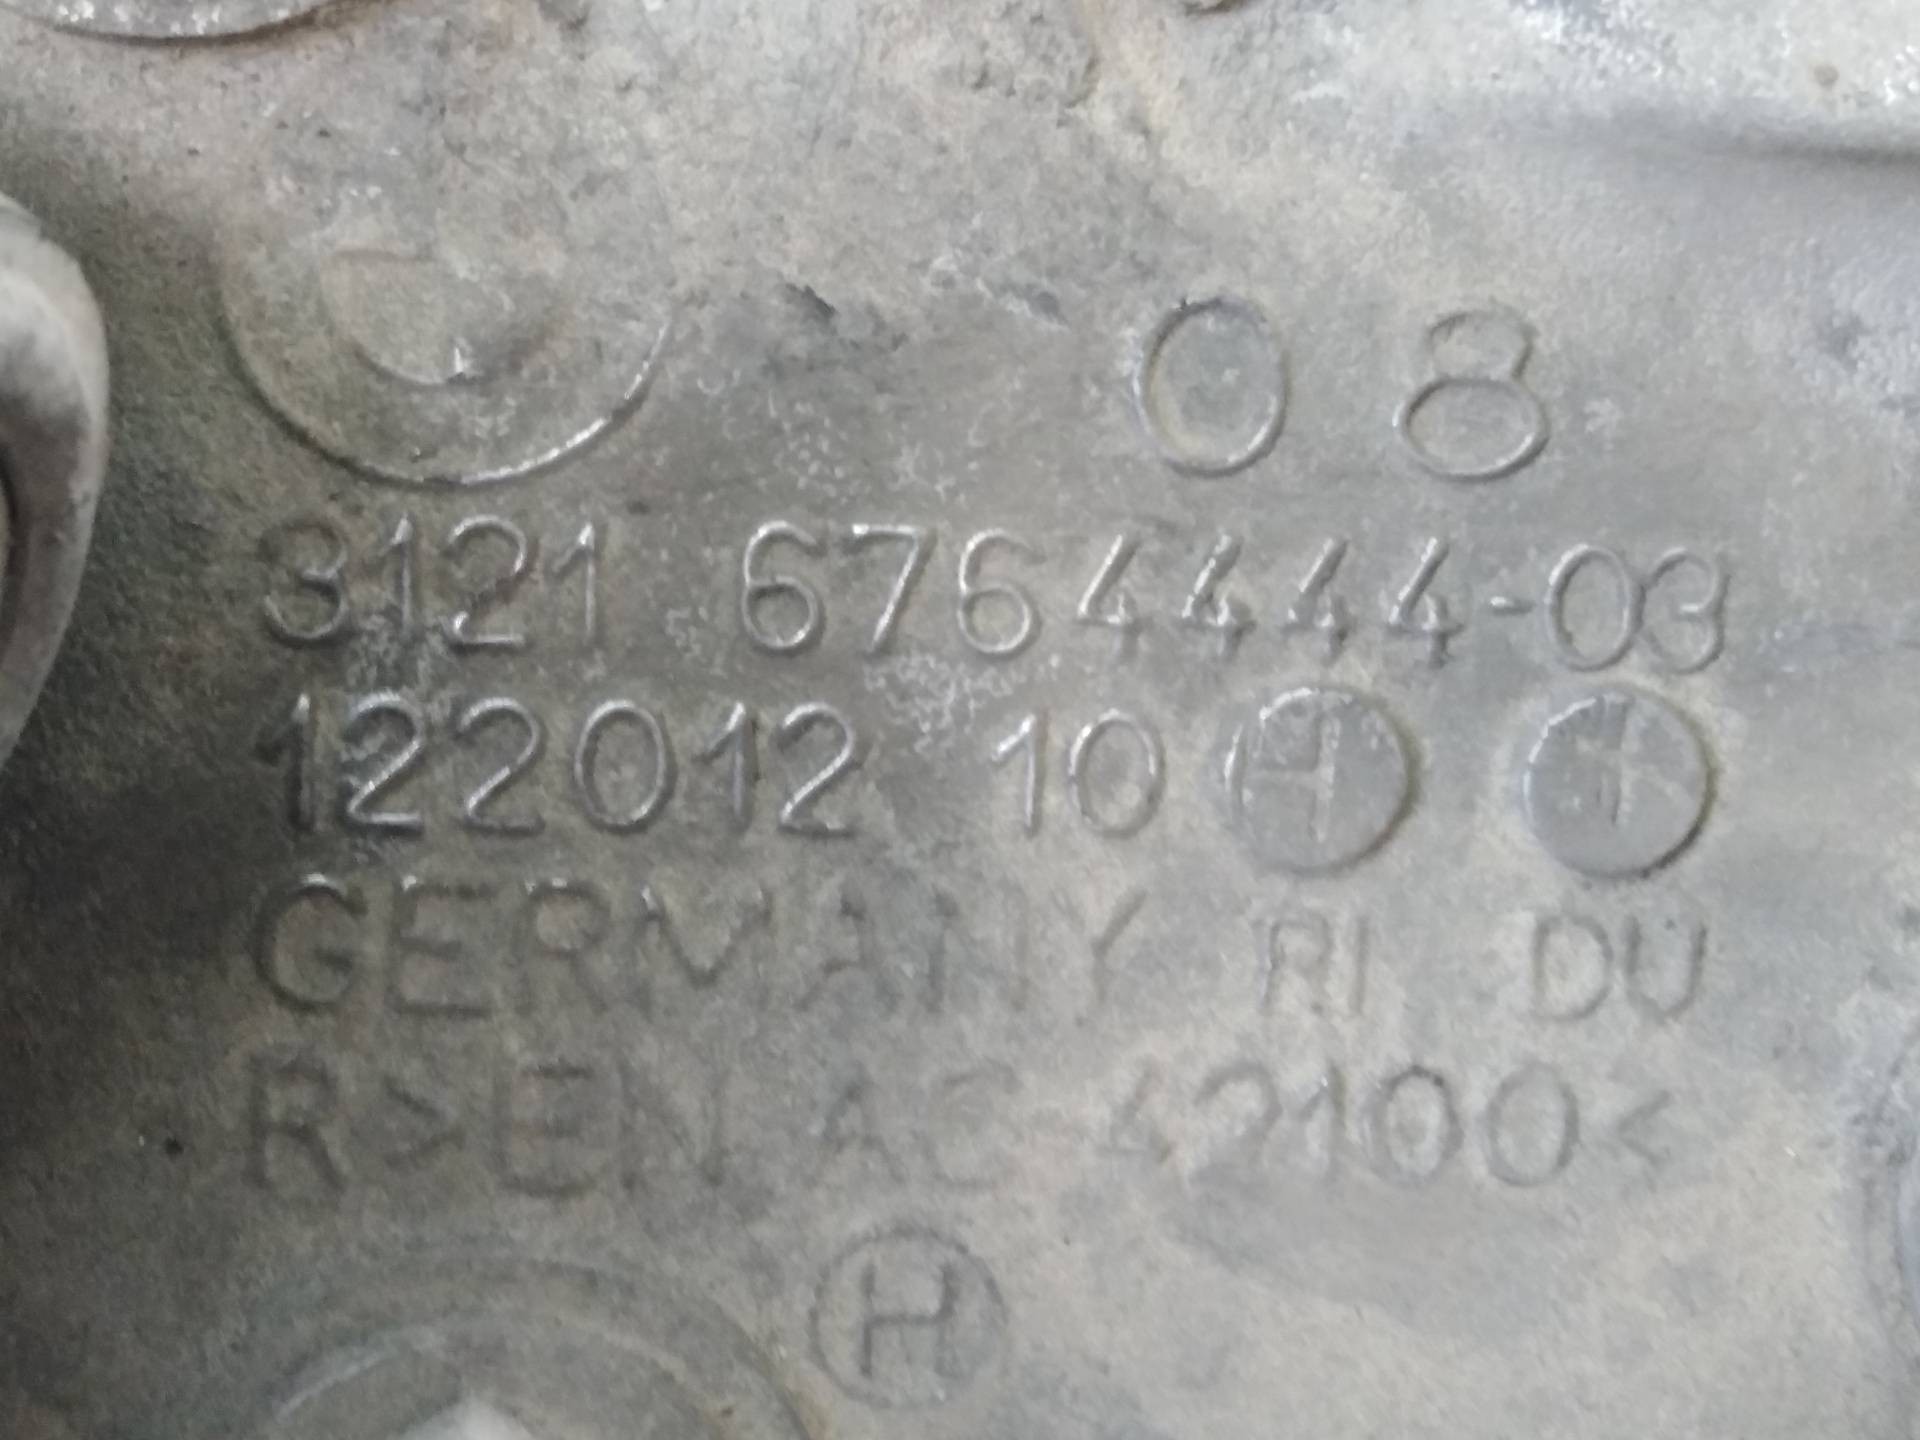 08
3121 6764444-03
122012 10
GERMANY RI DU
R>EN AC 42100<
H